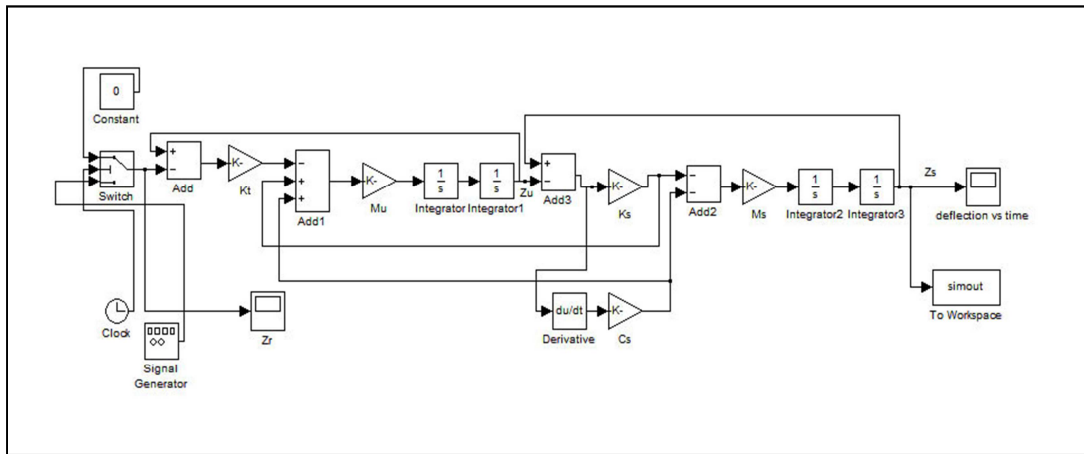 0
Constant
Switch
+
−
Add
K-
Kt
−
+
+
Add1
K-
Mu
1
s
Integrator
1
s
Integrator1
Zu
+
−
Add3
K-
Ks
−
−
Add2
K-
Ms
1
s
Integrator2
1
s
Integrator3
Zs
deflection vs time
simout
To Workspace
du/dt
Derivative
K-
Cs
Clock
Zr
Signal
Generator